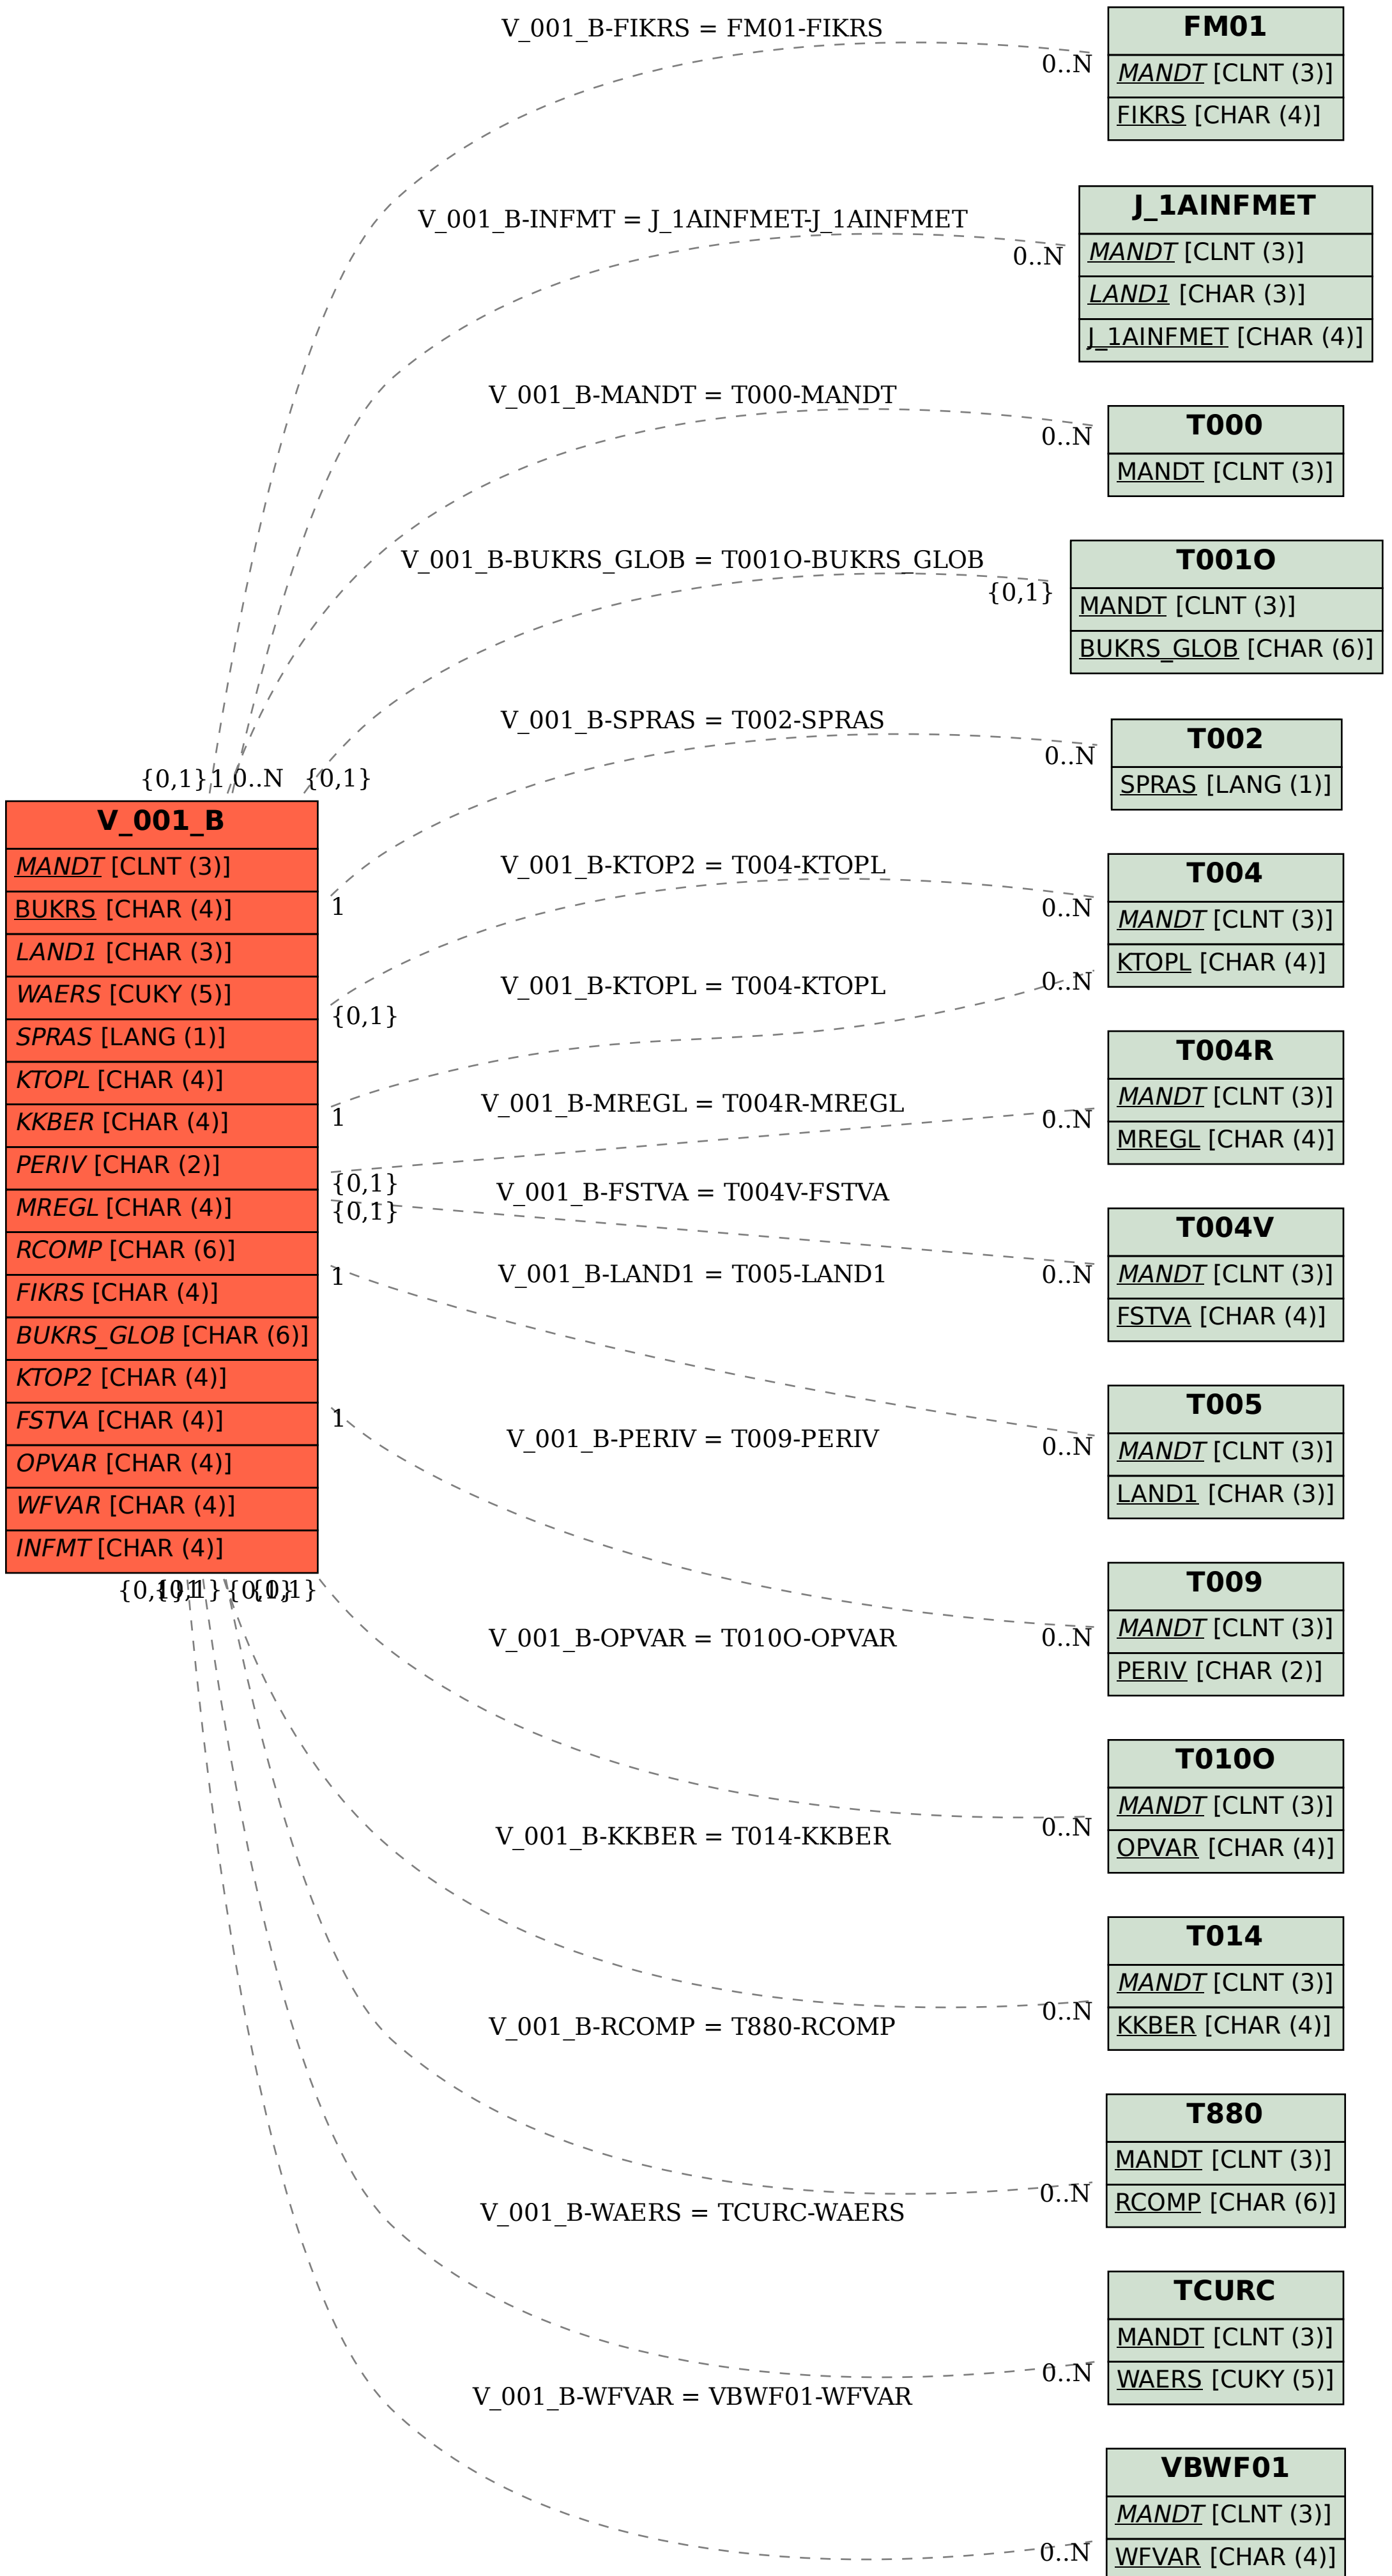 V_001_B-FIKRS = FM01-FIKRS
0..N
FM01
MANDT [CLNT (3)]
FIKRS [CHAR (4)]
V_001_B-INFMT = J_1AINFMET-J_1AINFMET
0..N
J_1AINFMET
MANDT [CLNT (3)]
LAND1 [CHAR (3)]
J_1AINFMET [CHAR (4)]
V_001_B-MANDT = T000-MANDT
0..N
T000
MANDT [CLNT (3)]
V_001_B-BUKRS_GLOB = T001O-BUKRS_GLOB
{0,1}
T001O
MANDT [CLNT (3)]
BUKRS_GLOB [CHAR (6)]
V_001_B-SPRAS = T002-SPRAS
0..N
T002
SPRAS [LANG (1)]
{0,1} 1 0..N {0,1}
V_001_B
MANDT [CLNT (3)]
BUKRS [CHAR (4)]
LAND1 [CHAR (3)]
WAERS [CUKY (5)]
SPRAS [LANG (1)]
KTOPL [CHAR (4)]
KKBER [CHAR (4)]
PERIV [CHAR (2)]
MREGL [CHAR (4)]
RCOMP [CHAR (6)]
FIKRS [CHAR (4)]
BUKRS_GLOB [CHAR (6)]
KTOP2 [CHAR (4)]
FSTVA [CHAR (4)]
OPVAR [CHAR (4)]
WFVAR [CHAR (4)]
INFMT [CHAR (4)]
1
V_001_B-KTOP2 = T004-KTOPL
0..N
{0,1}
T004
MANDT [CLNT (3)]
KTOPL [CHAR (4)]
V_001_B-KTOPL = T004-KTOPL
0..N
1
V_001_B-MREGL = T004R-MREGL
0..N
{0,1}
T004R
MANDT [CLNT (3)]
MREGL [CHAR (4)]
V_001_B-FSTVA = T004V-FSTVA
{0,1}
0..N
T004V
MANDT [CLNT (3)]
FSTVA [CHAR (4)]
V_001_B-LAND1 = T005-LAND1
1
0..N
T005
MANDT [CLNT (3)]
LAND1 [CHAR (3)]
V_001_B-PERIV = T009-PERIV
1
0..N
T009
MANDT [CLNT (3)]
PERIV [CHAR (2)]
{0,1} {0,1} 1 {0,1} {0,1}
V_001_B-OPVAR = T010O-OPVAR
0..N
T010O
MANDT [CLNT (3)]
OPVAR [CHAR (4)]
V_001_B-KKBER = T014-KKBER
0..N
T014
MANDT [CLNT (3)]
KKBER [CHAR (4)]
V_001_B-RCOMP = T880-RCOMP
0..N
T880
MANDT [CLNT (3)]
RCOMP [CHAR (6)]
V_001_B-WAERS = TCURC-WAERS
0..N
TCURC
MANDT [CLNT (3)]
WAERS [CUKY (5)]
V_001_B-WFVAR = VBWF01-WFVAR
0..N
VBWF01
MANDT [CLNT (3)]
WFVAR [CHAR (4)]